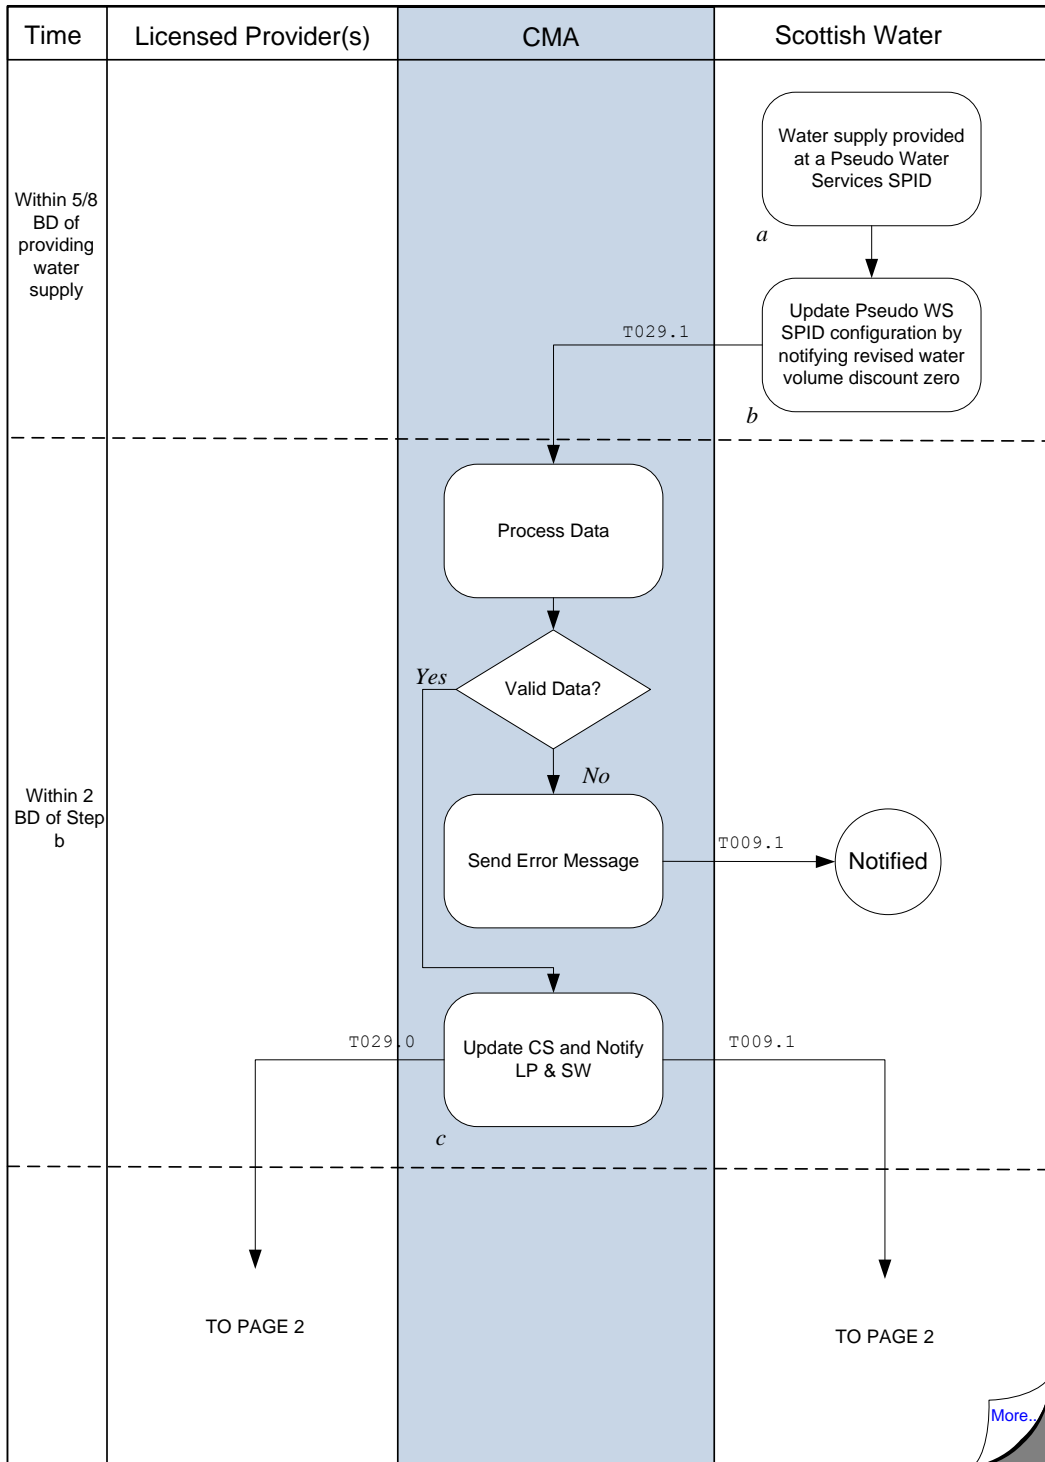 Time
Licensed Provider(s)
CMA
Scottish Water
Within 5/8
BD of
providing
water
supply
Water supply provided
at a Pseudo Water
Services SPID
a
Update Pseudo WS
SPID configuration by
notifying revised water
volume discount zero
b
T029.1
Within 2
BD of Step
b
Process Data
Valid Data?
Yes
No
Send Error Message
T009.1
Notified
Update CS and Notify
LP & SW
c
T029.0
T009.1
TO PAGE 2
TO PAGE 2
More..